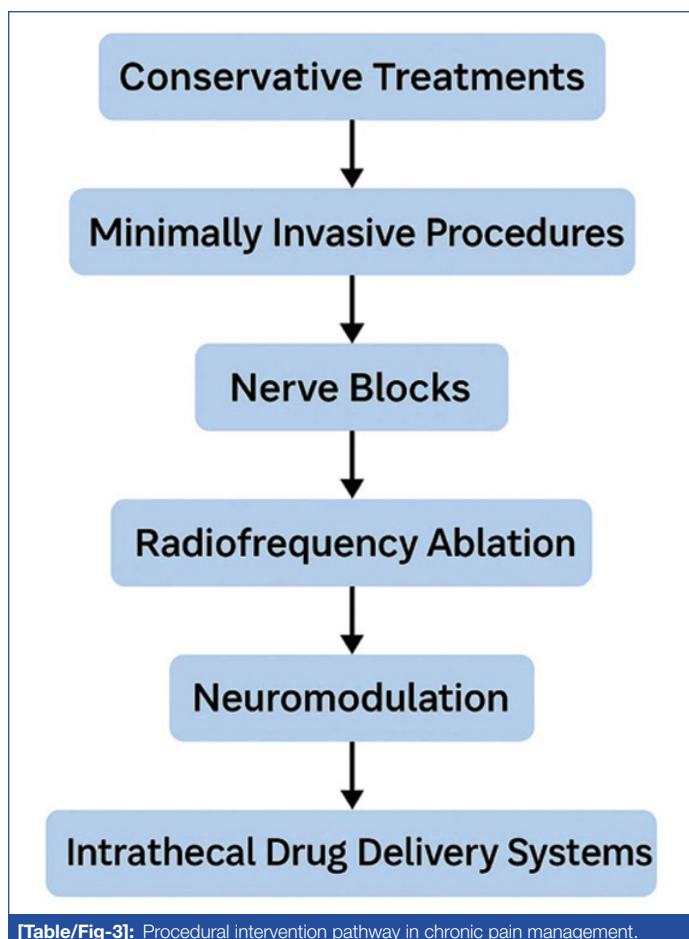 Conservative Treatments
Minimally Invasive Procedures
Nerve Blocks
Radiofrequency Ablation
Neuromodulation
Intrathecal Drug Delivery Systems
[Table/Fig-3]: Procedural intervention pathway in chronic pain management.